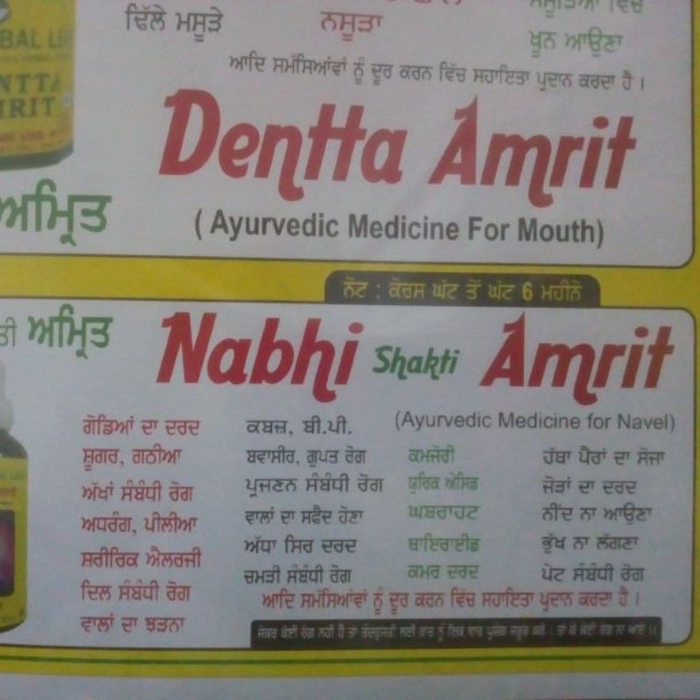 ਢਿੱਲੇ ਮਸੂੜੇ
ਨਸੂੜਾ
ਖੂਨ ਆਉਣਾ
ਆਦਿ ਸਮੱਸਿਆਂਵਾਂ ਨੂੰ ਦੂਰ ਕਰਨ ਵਿੱਚ ਸਹਾਇਤਾ ਪ੍ਰਦਾਨ ਕਰਦਾ ਹੈ।
Dentta Amrit
ਅਮ੍ਰਿਤ
( Ayurvedic Medicine For Mouth)
ਨੋਟ : ਕੋਰਸ ਘੱਟ ਤੋਂ ਘੱਟ 6 ਮਹੀਨੇ
ਅਮ੍ਰਿਤ
Nabhi Shakti Amrit
(Ayurvedic Medicine for Navel)
ਗੋਡਿਆਂ ਦਾ ਦਰਦ
ਸ਼ੂਗਰ, ਗਠੀਆ
ਅੱਖਾਂ ਸੰਬੰਧੀ ਰੋਗ
ਅਧਰੰਗ, ਪੀਲੀਆ
ਸਰੀਰਿਕ ਐਲਰਜੀ
ਦਿਲ ਸੰਬੰਧੀ ਰੋਗ
ਵਾਲਾਂ ਦਾ ਝੜਨਾ
ਕਬਜ਼, ਬੀ.ਪੀ.
ਬਵਾਸੀਰ, ਗੁਪਤ ਰੋਗ
ਪ੍ਰਜਣਨ ਸੰਬੰਧੀ ਰੋਗ
ਵਾਲਾਂ ਦਾ ਸਫੈਦ ਹੋਣਾ
ਅੱਧਾ ਸਿਰ ਦਰਦ
ਚਮੜੀ ਸੰਬੰਧੀ ਰੋਗ
ਕਮਜੋਰੀ
ਯੂਰਿਕ ਐਸਿਡ
ਘਬਰਾਹਟ
ਥਾਇਰਾਈਡ
ਕਮਰ ਦਰਦ
ਹੱਥਾ ਪੈਰਾਂ ਦਾ ਸੋਜਾ
ਜੋੜਾਂ ਦਾ ਦਰਦ
ਨੀਂਦ ਨਾ ਆਉਣਾ
ਭੁੱਖ ਨਾ ਲੱਗਣਾ
ਪੇਟ ਸੰਬੰਧੀ ਰੋਗ
ਆਦਿ ਸਮੱਸਿਆਂਵਾਂ ਨੂੰ ਦੂਰ ਕਰਨ ਵਿੱਚ ਸਹਾਇਤਾ ਪ੍ਰਦਾਨ ਕਰਦਾ ਹੈ।